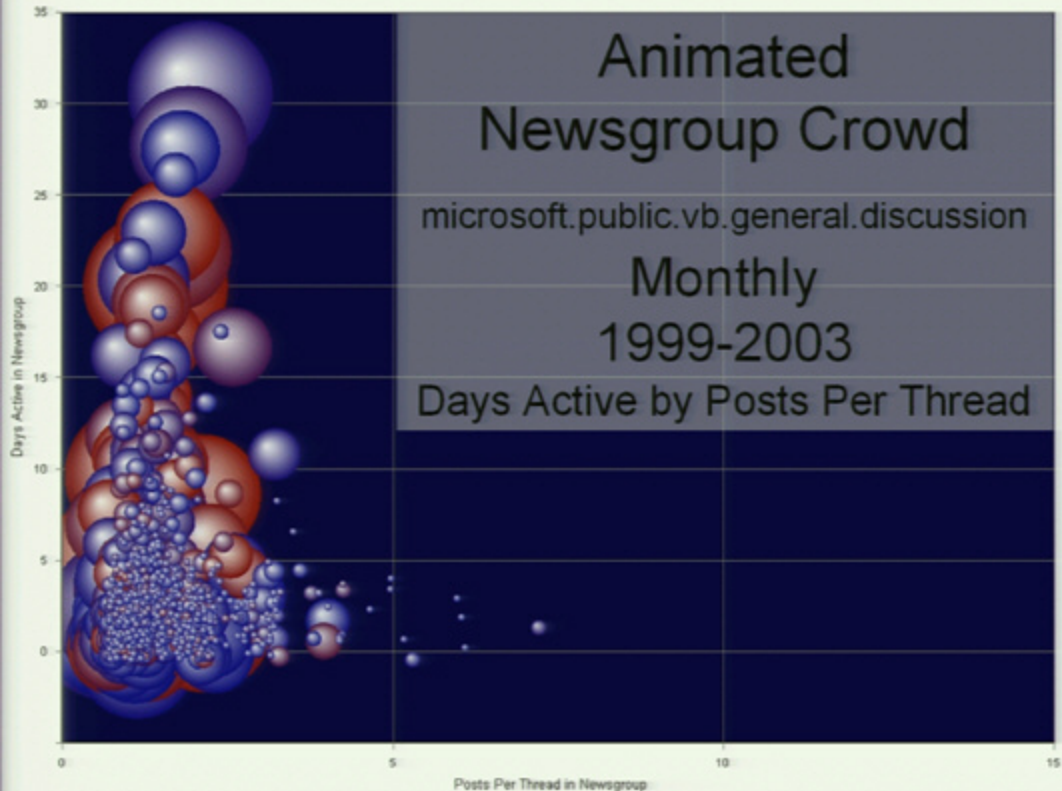 35
30
25
20
15
10
5
0
Days Active in Newsgroup
Animated
Newsgroup Crowd
microsoft.public.vb.general.discussion
Monthly
1999-2003
Days Active by Posts Per Thread
0
5
10
15
Posts Per Thread in Newsgroup